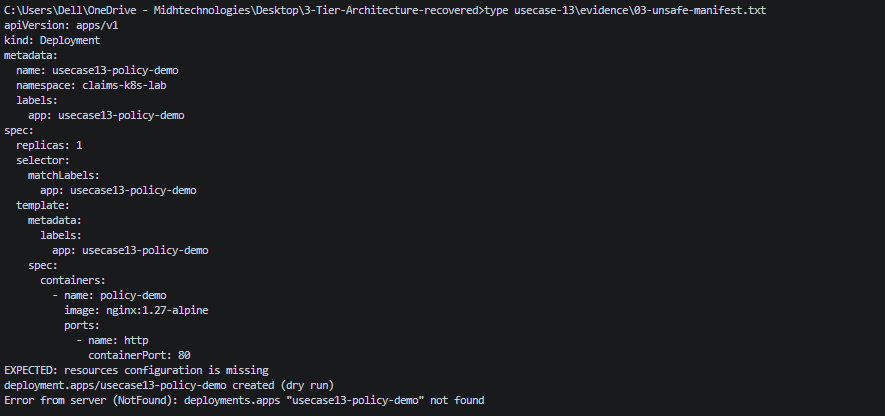 C:\Users\Dell\OneDrive - Midhtechnologies\Desktop\3-Tier-Architecture-recovered>type usecase-13\evidence\03-unsafe-manifest.txt
apiVersion: apps/v1
kind: Deployment
metadata:
  name: usecase13-policy-demo
  namespace: claims-k8s-lab
  labels:
    app: usecase13-policy-demo
spec:
  replicas: 1
  selector:
    matchLabels:
      app: usecase13-policy-demo
  template:
    metadata:
      labels:
        app: usecase13-policy-demo
    spec:
      containers:
        - name: policy-demo
          image: nginx:1.27-alpine
          ports:
            - name: http
              containerPort: 80
EXPECTED: resources configuration is missing
deployment.apps/usecase13-policy-demo created (dry run)
Error from server (NotFound): deployments.apps "usecase13-policy-demo" not found